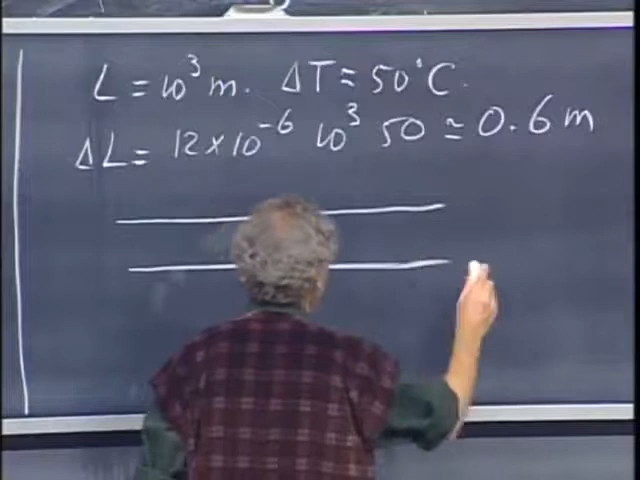 L = 10³ m. ΔT = 50°C.
ΔL = 12 × 10⁻⁶ 10³ 50 ≃ 0.6 m